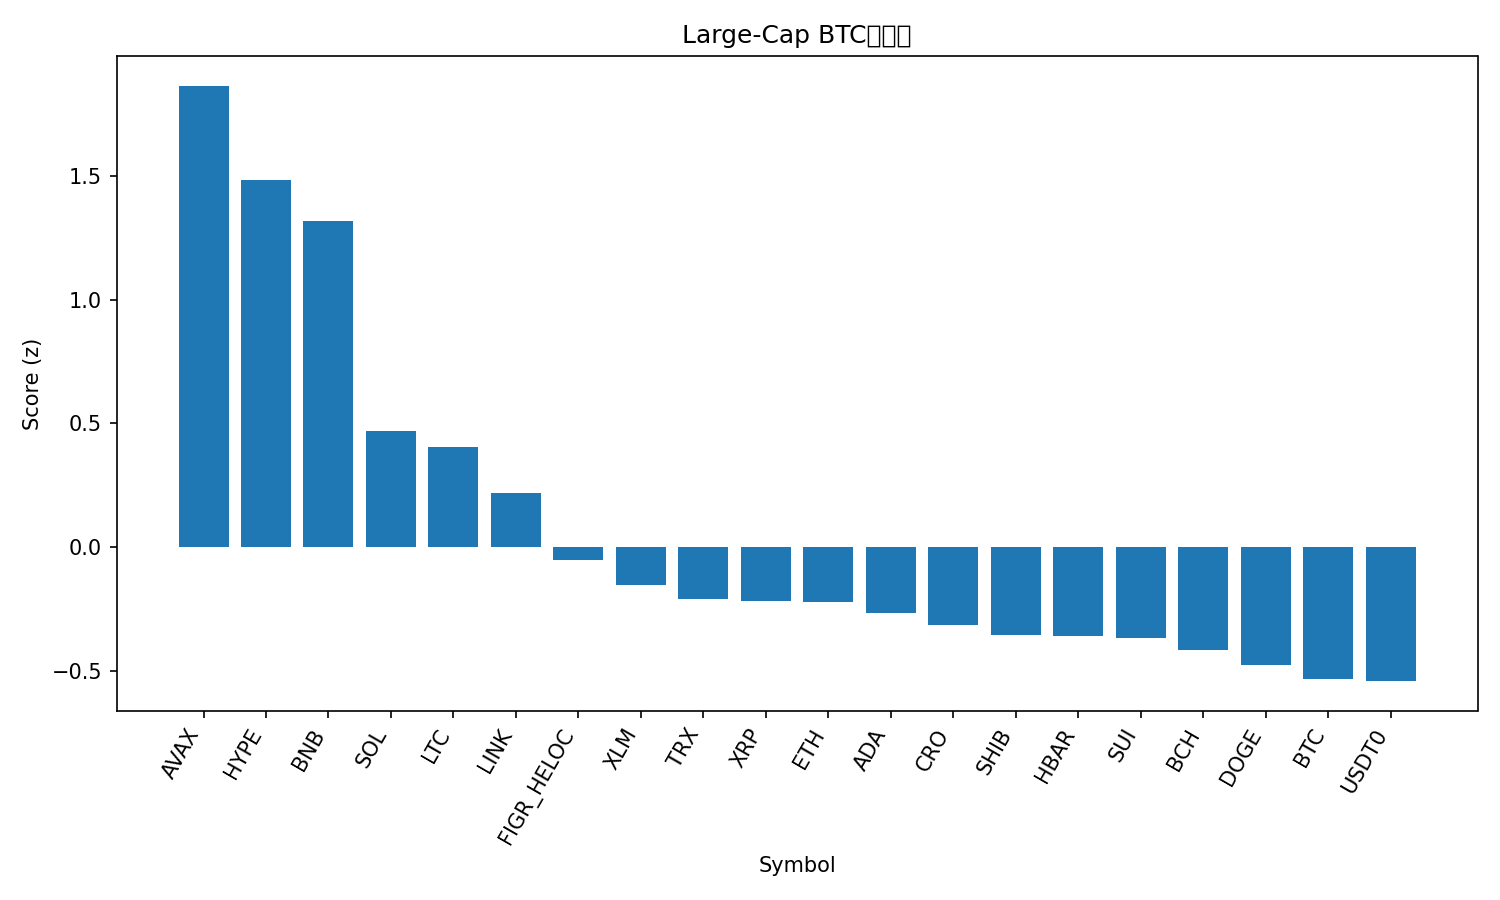 Large-Cap BTC
Score (z)
1.5
1.0
0.5
0.0
−0.5
AVAX
HYPE
BNB
SOL
LTC
LINK
FIGR_HELOC
XLM
TRX
XRP
ETH
ADA
CRO
SHIB
HBAR
SUI
BCH
DOGE
BTC
USDT0
Symbol